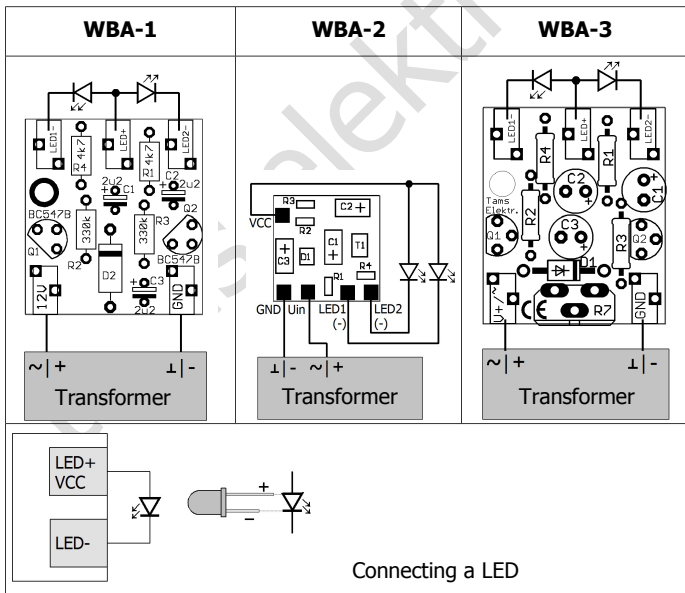 WBA-1
WBA-2
WBA-3
LED1-
LED+
LED2-
4k7
R4
4k7
R1
C2
2u2
2u2
C1
BC547B
330k
330k
R3
Q2
Q1
R2
BC547B
D2
C3
2u2
12V
GND
~|+
⊥|-
Transformer
VCC
R3
R2
C2 +
C3
+
D1
C1
+
T1
R4
R1
GND Uin LED1 LED2
(-) (-)
⊥|- ~|+
Transformer
LED1-
LED+
LED2-
R4
R1
C2
+
C1
+
Tams
Elektr.
R2
Q1
C3
+
R3
Q2
D1
V+/~
CE
R7
GND
~|+
⊥|-
Transformer
LED+
VCC
LED-
+
-
Connecting a LED
elektr